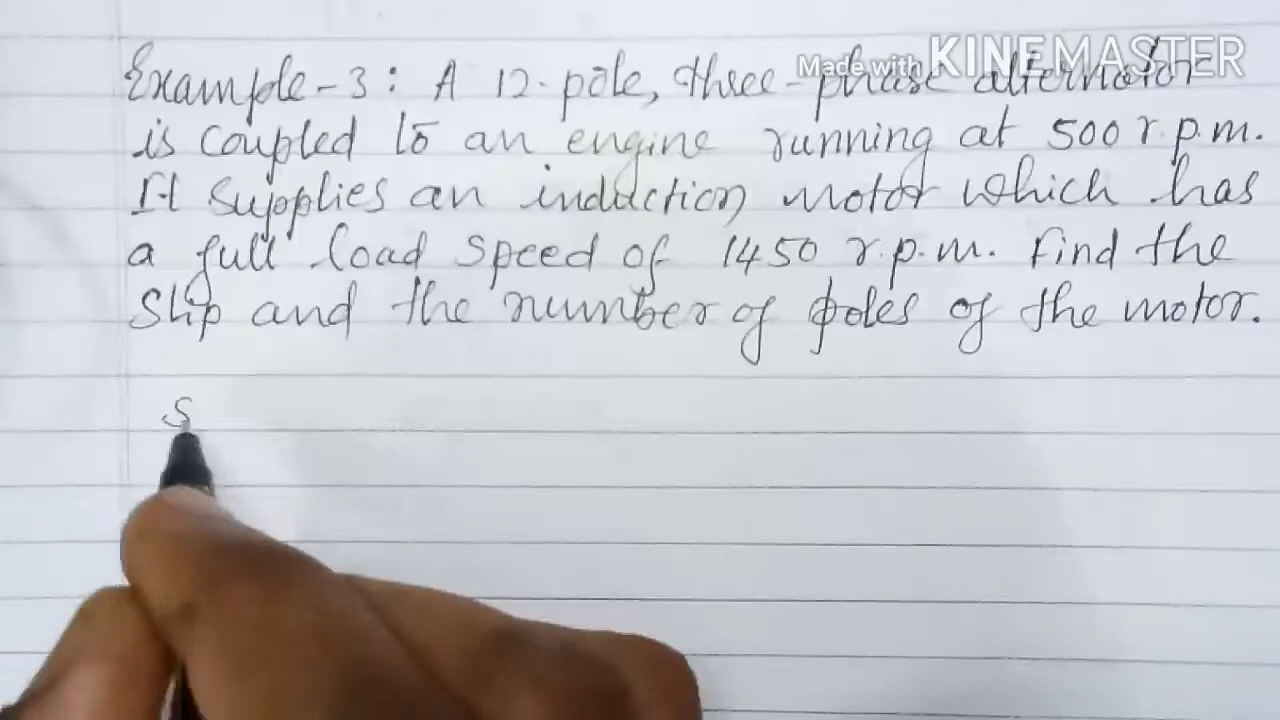 Made with KINEMASTER
Example-3: A 12-pole, three-phase alternator
is coupled to an engine running at 500 r.p.m.
It supplies an induction motor which has
a full load speed of 1450 r.p.m. Find the
slip and the number of poles of the motor.
S